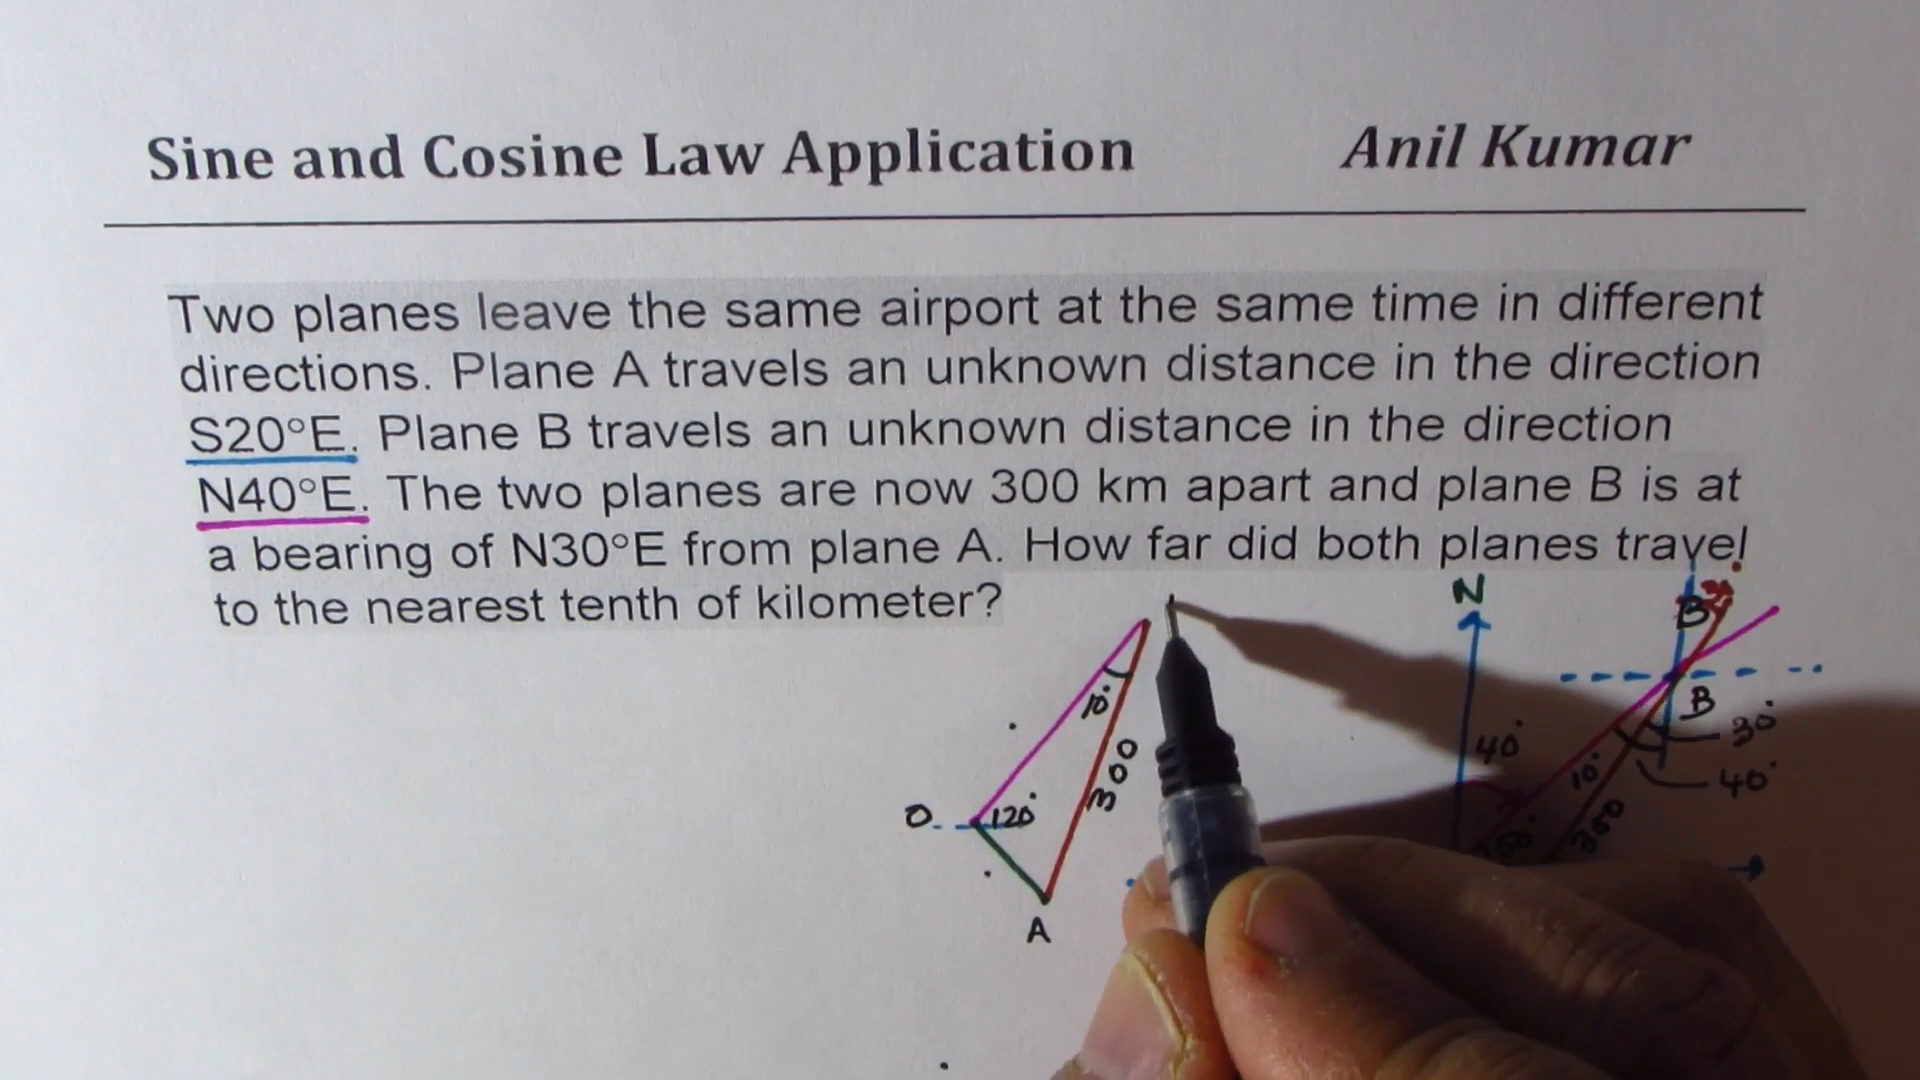 Sine and Cosine Law Application Anil Kumar
Two planes leave the same airport at the same time in different
directions. Plane A travels an unknown distance in the direction
S20°E. Plane B travels an unknown distance in the direction
N40°E. The two planes are now 300 km apart and plane B is at
a bearing of N30°E from plane A. How far did both planes travel
to the nearest tenth of kilometer?
N
B
10°
B
30°
40°
10°
40°
300
300
O
120°
A